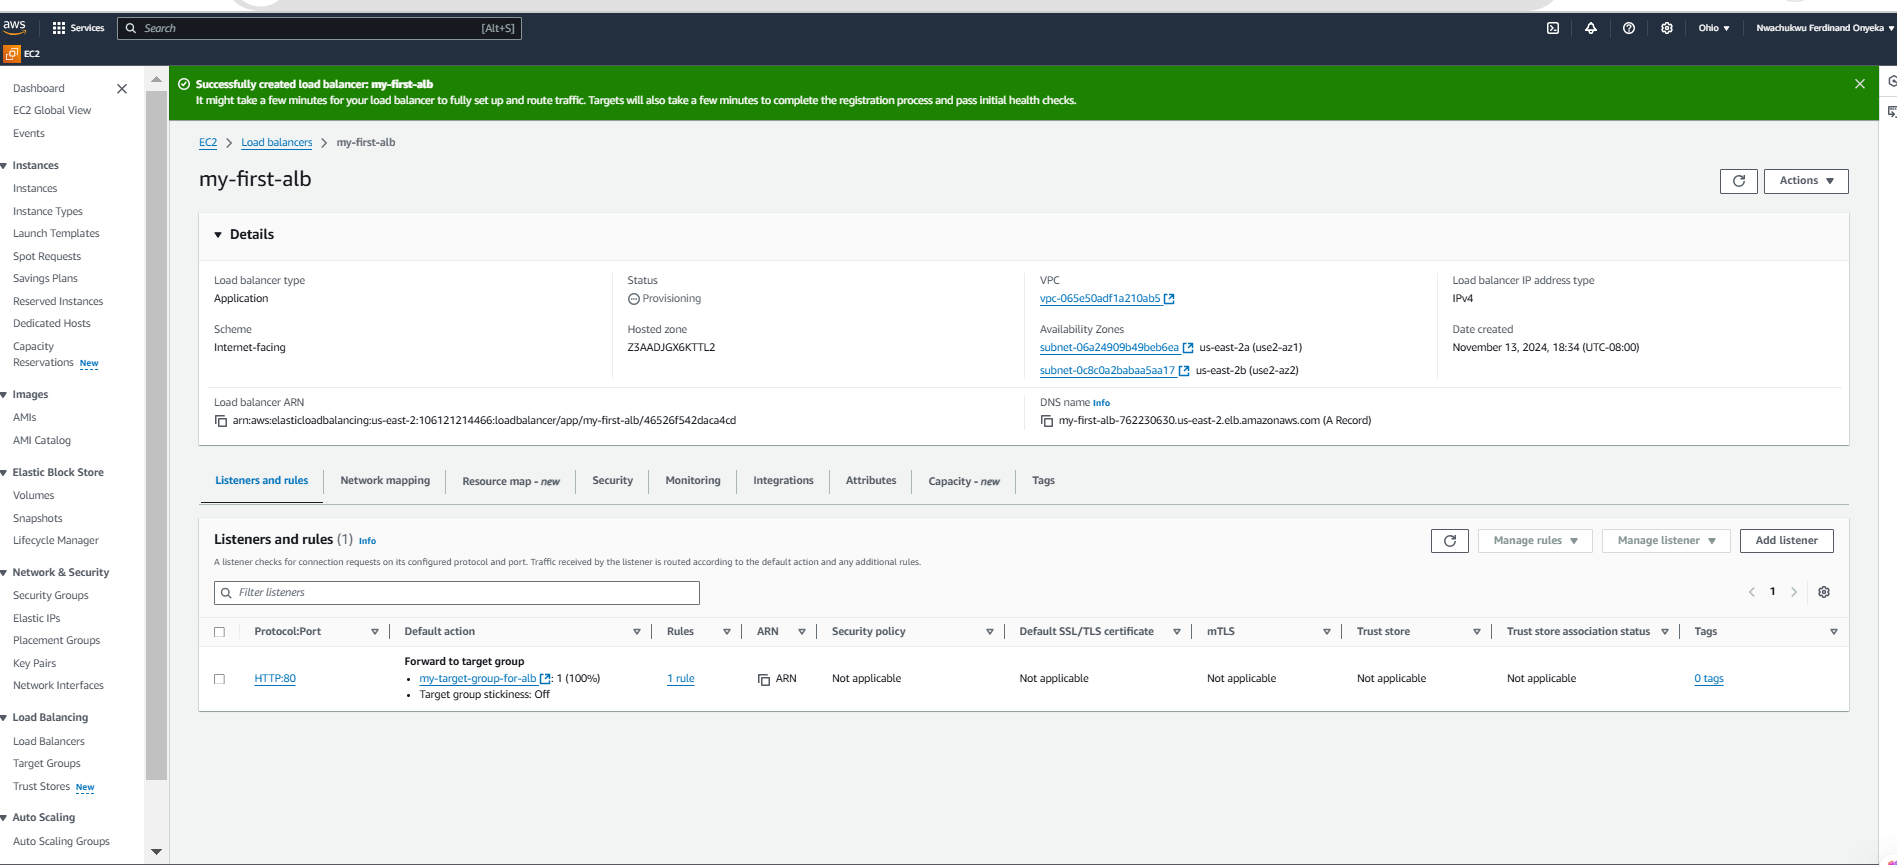 aws
Services
Search
[Alt+S]
Ohio
Nwachukwu Ferdinand Onyeka
EC2
Dashboard
EC2 Global View
Events
Instances
Instances
Instance Types
Launch Templates
Spot Requests
Savings Plans
Reserved Instances
Dedicated Hosts
Capacity
Reservations New
Images
AMIs
AMI Catalog
Elastic Block Store
Volumes
Snapshots
Lifecycle Manager
Network & Security
Security Groups
Elastic IPs
Placement Groups
Key Pairs
Network Interfaces
Load Balancing
Load Balancers
Target Groups
Trust Stores New
Auto Scaling
Auto Scaling Groups
Successfully created load balancer: my-first-alb
It might take a few minutes for your load balancer to fully set up and route traffic. Targets will also take a few minutes to complete the registration process and pass initial health checks.
EC2 > Load balancers > my-first-alb
my-first-alb
Actions
Details
Load balancer type
Application
Status
Provisioning
VPC
vpc-065e50adf1a210ab5
Load balancer IP address type
IPv4
Scheme
Internet-facing
Hosted zone
Z3AADJGX6KTTL2
Availability Zones
subnet-06a24909b49beb6ea us-east-2a (use2-az1)
subnet-0c8c0a2babaa5aa17 us-east-2b (use2-az2)
Date created
November 13, 2024, 18:34 (UTC-08:00)
Load balancer ARN
arn:aws:elasticloadbalancing:us-east-2:106121214466:loadbalancer/app/my-first-alb/46526f542daca4cd
DNS name Info
my-first-alb-762230630.us-east-2.elb.amazonaws.com (A Record)
Listeners and rules
Network mapping
Resource map - new
Security
Monitoring
Integrations
Attributes
Capacity - new
Tags
Listeners and rules (1) Info
Manage rules
Manage listener
Add listener
A listener checks for connection requests on its configured protocol and port. Traffic received by the listener is routed according to the default action and any additional rules.
Filter listeners
1
Protocol:Port
Default action
Rules
ARN
Security policy
Default SSL/TLS certificate
mTLS
Trust store
Trust store association status
Tags
HTTP:80
Forward to target group
• my-target-group-for-alb : 1 (100%)
• Target group stickiness: Off
1 rule
ARN
Not applicable
Not applicable
Not applicable
Not applicable
Not applicable
0 tags